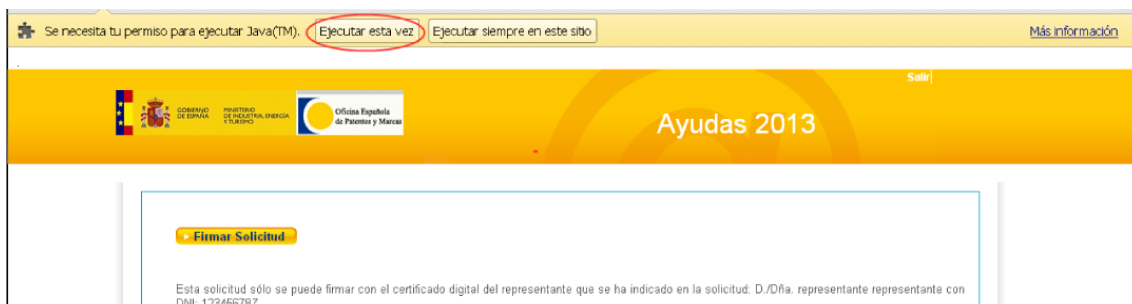 Se necesita tu permiso para ejecutar Java(TM). Ejecutar esta vez Ejecutar siempre en este sitio Más información
Salir
GOBIERNO DE ESPAÑA
MINISTERIO DE INDUSTRIA, ENERGÍA Y TURISMO
Oficina Española
de Patentes y Marcas
Ayudas 2013
Firmar Solicitud
Esta solicitud sólo se puede firmar con el certificado digital del representante que se ha indicado en la solicitud: D./Dña. representante representante con
DNI: 12345678Z